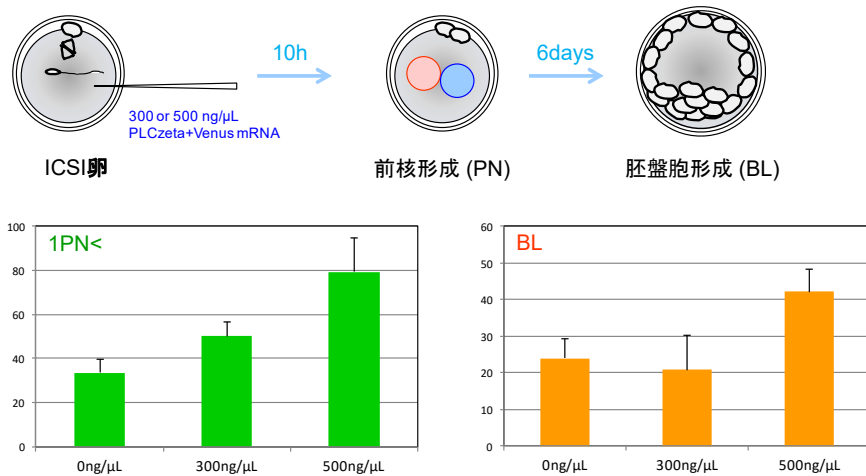 10h
6days
300 or 500 ng/µL
PLCzeta+Venus mRNA
ICSI卵
前核形成 (PN)
胚盤胞形成 (BL)
1PN<
100
80
60
40
20
0
0ng/µL
300ng/µL
500ng/µL
BL
60
50
40
30
20
10
0
0ng/µL
300ng/µL
500ng/µL